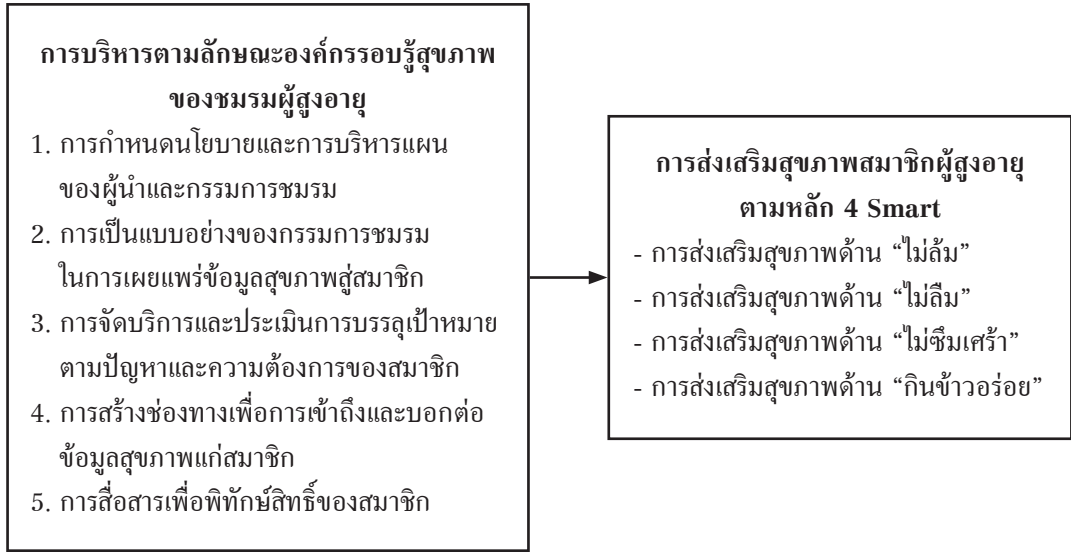 การบริหารตามลักษณะองค์กรรอบรู้สุขภาพ
ของชมรมผู้สูงอายุ
1. การกำหนดนโยบายและการบริหารแผน
ของผู้นำและกรรมการชมรม
2. การเป็นแบบอย่างของกรรมการชมรม
ในการเผยแพร่ข้อมูลสุขภาพสู่สมาชิก
3. การจัดบริการและประเมินการบรรลุเป้าหมาย
ตามปัญหาและความต้องการของสมาชิก
4. การสร้างช่องทางเพื่อการเข้าถึงและบอกต่อ
ข้อมูลสุขภาพแก่สมาชิก
5. การสื่อสารเพื่อพิทักษ์สิทธิ์ของสมาชิก
การส่งเสริมสุขภาพสมาชิกผู้สูงอายุ
ตามหลัก 4 Smart
- การส่งเสริมสุขภาพด้าน “ไม่ล้ม”
- การส่งเสริมสุขภาพด้าน “ไม่ลืม”
- การส่งเสริมสุขภาพด้าน “ไม่ซึมเศร้า”
- การส่งเสริมสุขภาพด้าน “กินข้าวอร่อย”